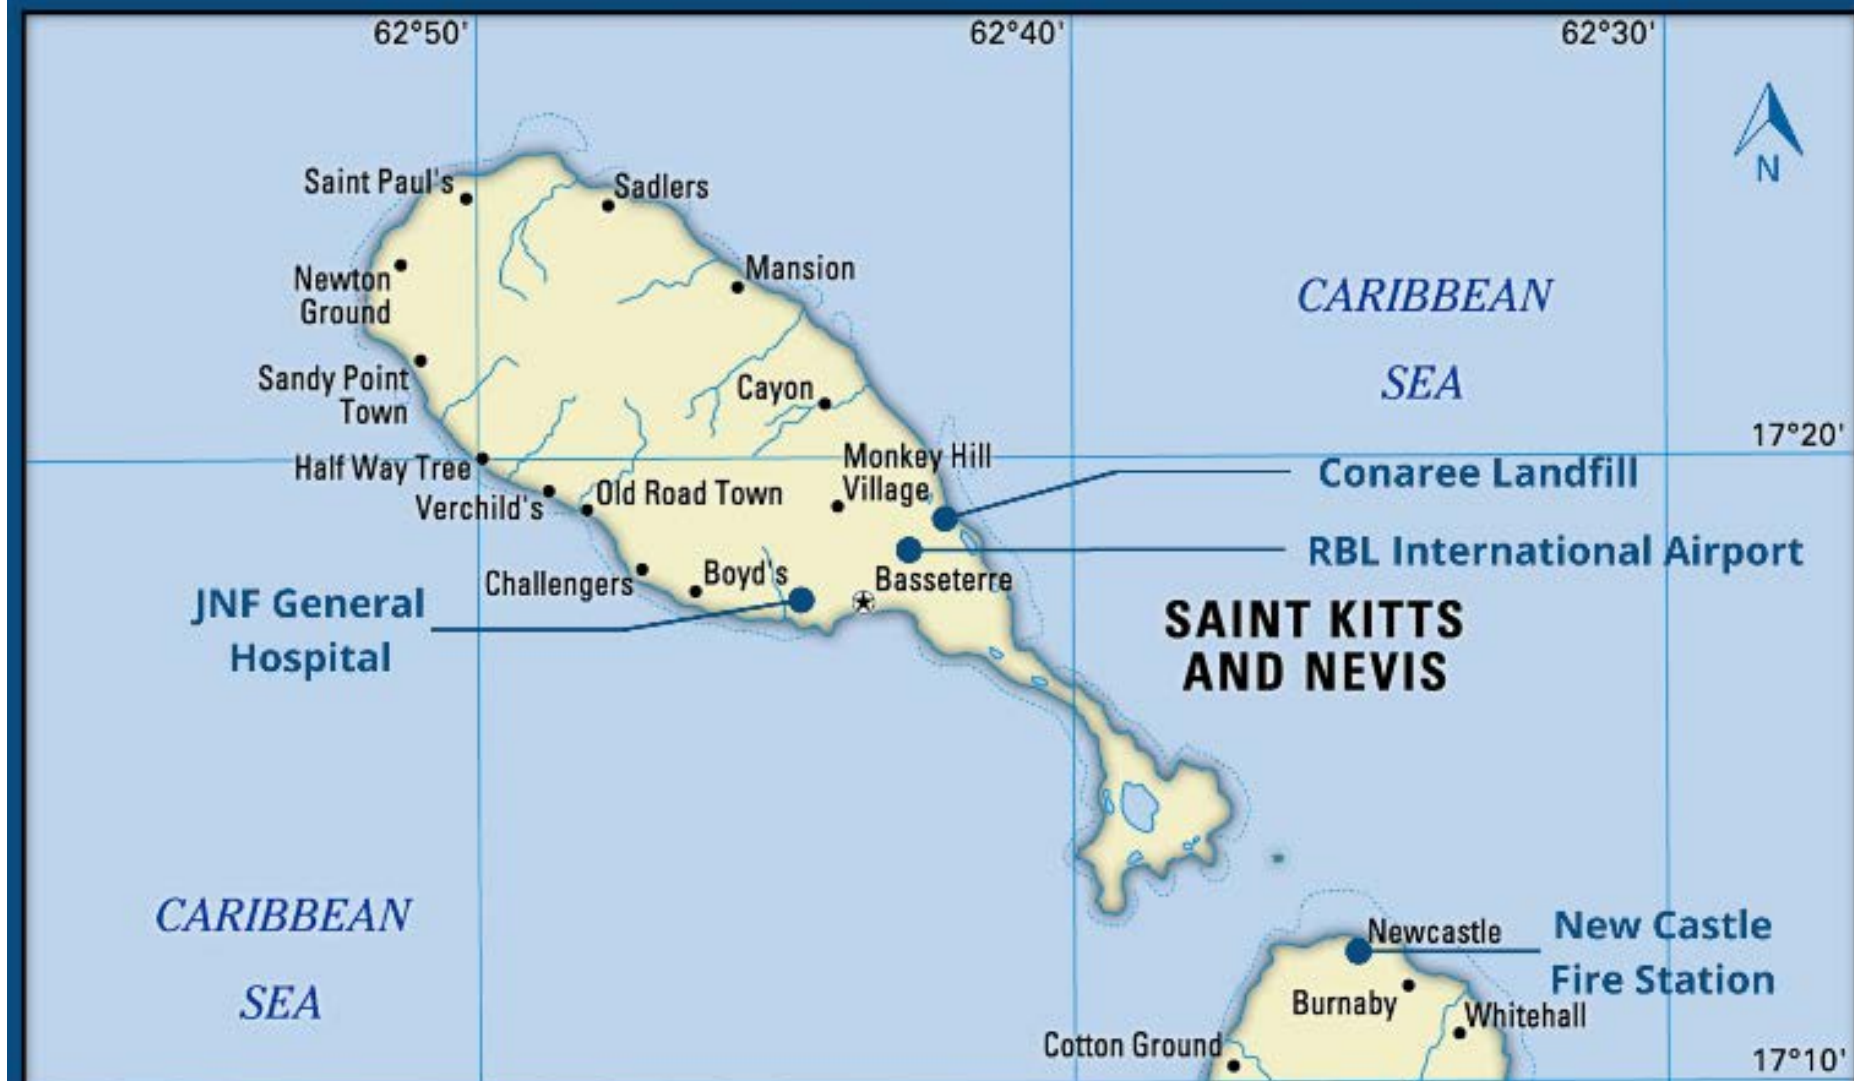 62°50'
62°40'
62°30'
N
Saint Paul's
Sadlers
Newton
Ground
Mansion
CARIBBEAN
SEA
Sandy Point
Town
Cayon
17°20'
Half Way Tree
Monkey Hill
Village
Conaree Landfill
Verchild's
Old Road Town
RBL International Airport
Challengers
Boyd's
Basseterre
JNF General
Hospital
SAINT KITTS
AND NEVIS
CARIBBEAN
SEA
Newcastle
New Castle
Fire Station
Burnaby
Whitehall
Cotton Ground
17°10'